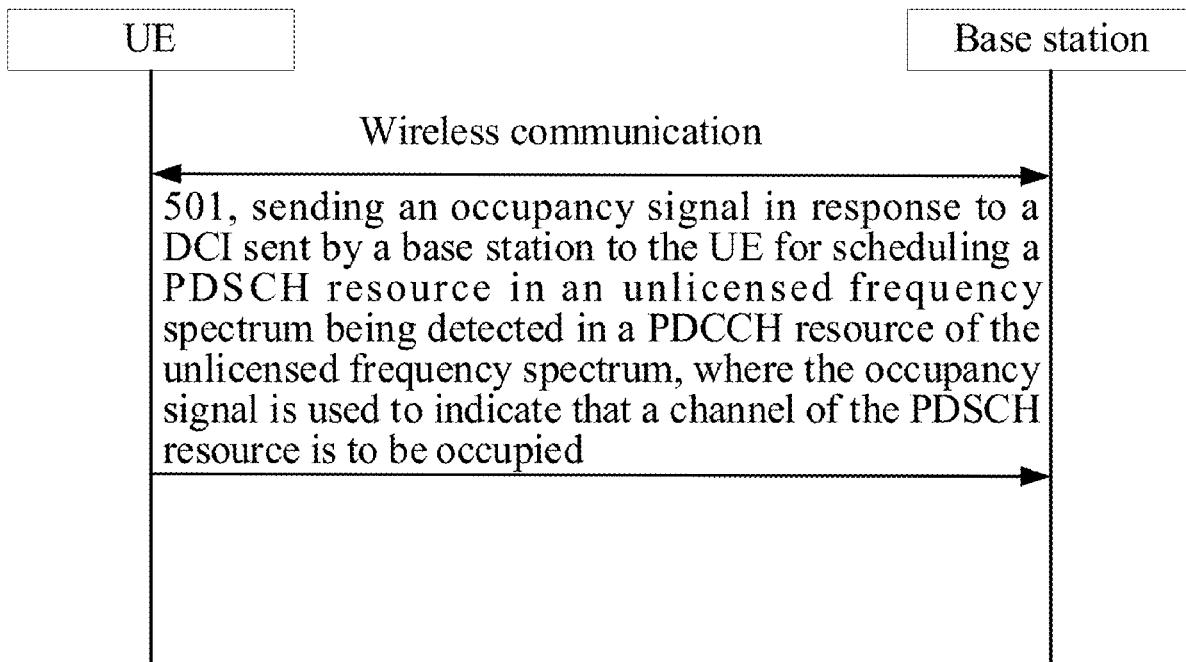 UE
Base station
Wireless communication
501, sending an occupancy signal in response to a
DCI sent by a base station to the UE for scheduling a
PDSCH resource in an unlicensed frequency
spectrum being detected in a PDCCH resource of the
unlicensed frequency spectrum, where the occupancy
signal is used to indicate that a channel of the PDSCH
resource is to be occupied